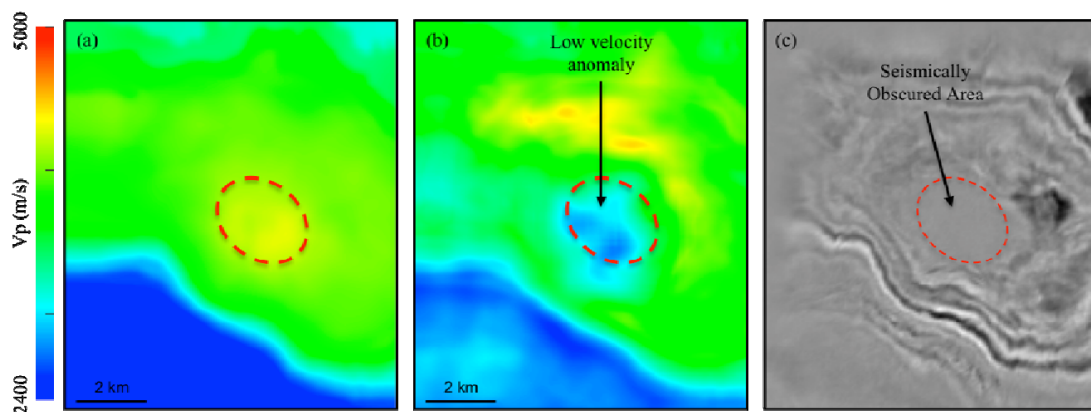 5000
Vp (m/s)
2400
(a)
2 km
(b)
Low velocity
anomaly
2 km
(c)
Seismically
Obscured Area